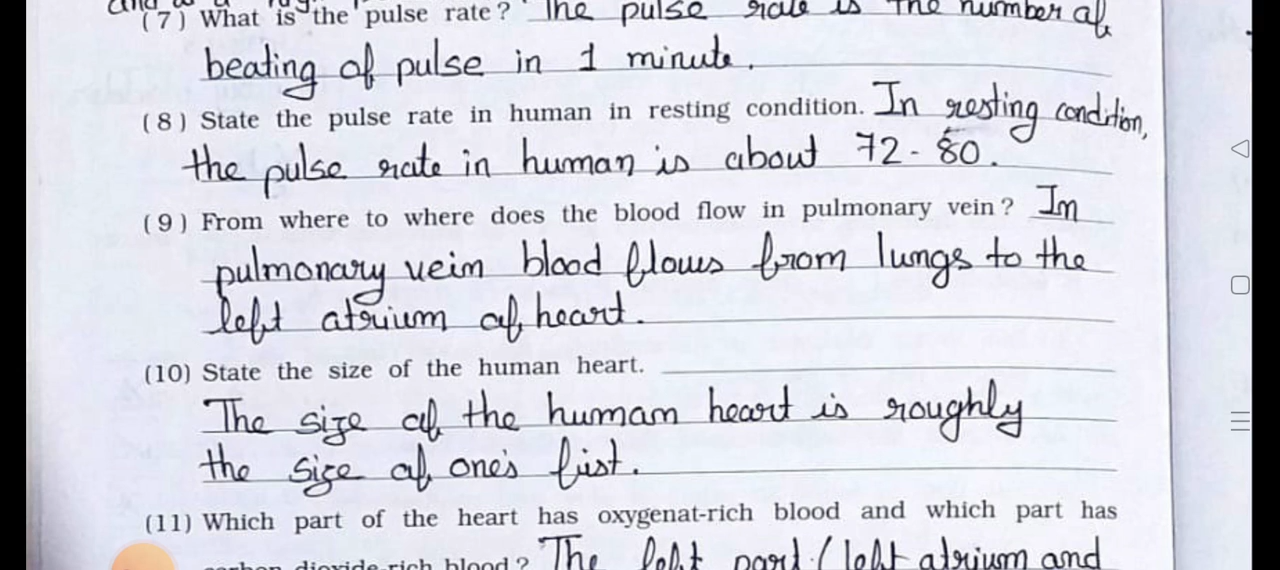 (7) What is the pulse rate? The pulse rate is the number of
beating of pulse in 1 minute.
(8) State the pulse rate in human in resting condition. In resting condition,
the pulse rate in human is about 72-80.
(9) From where to where does the blood flow in pulmonary vein? In
pulmonary vein blood flows from lungs to the
left atrium of heart.
(10) State the size of the human heart.
The size of the human heart is roughly
the size of one's fist.
(11) Which part of the heart has oxygenat-rich blood and which part has
carbon dioxide-rich blood? The left part (left atrium and